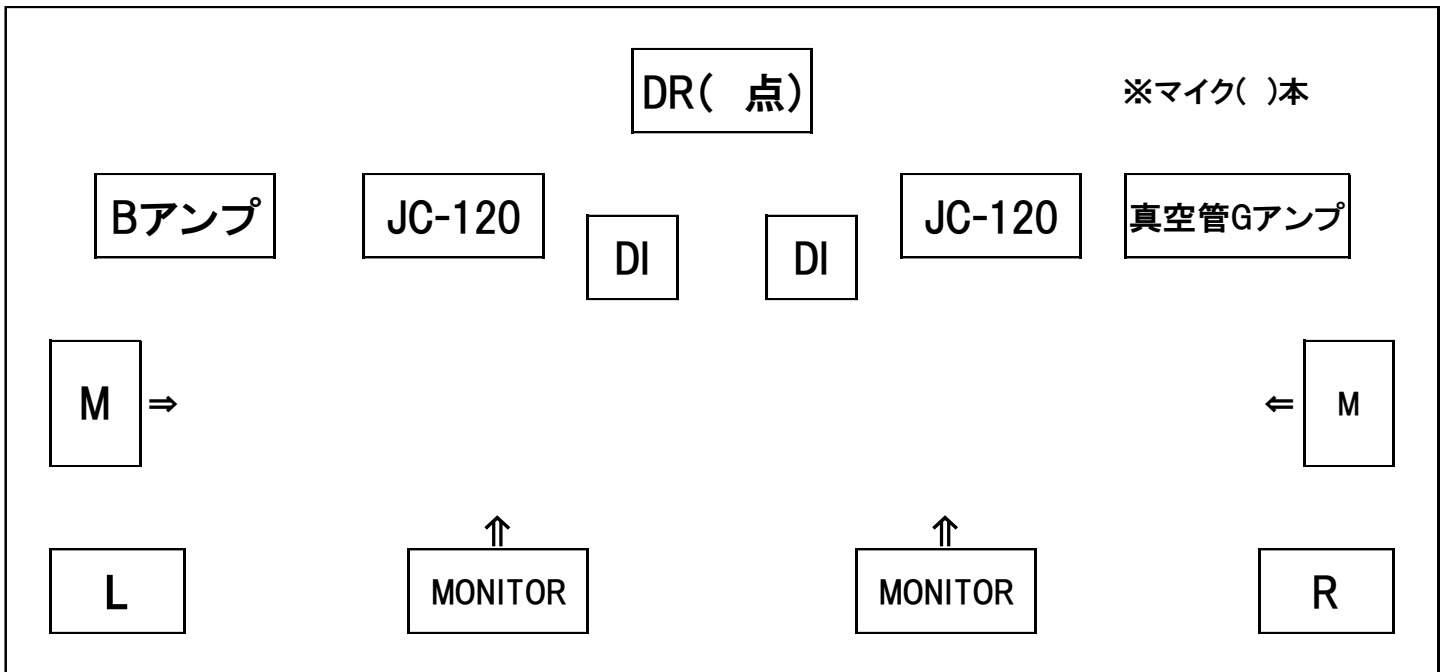 DR(　点)
※マイク( )本
Bアンプ
JC-120
DI
DI
JC-120
真空管Gアンプ
M
⇒
⇐
M
⇑
⇑
L
MONITOR
MONITOR
R